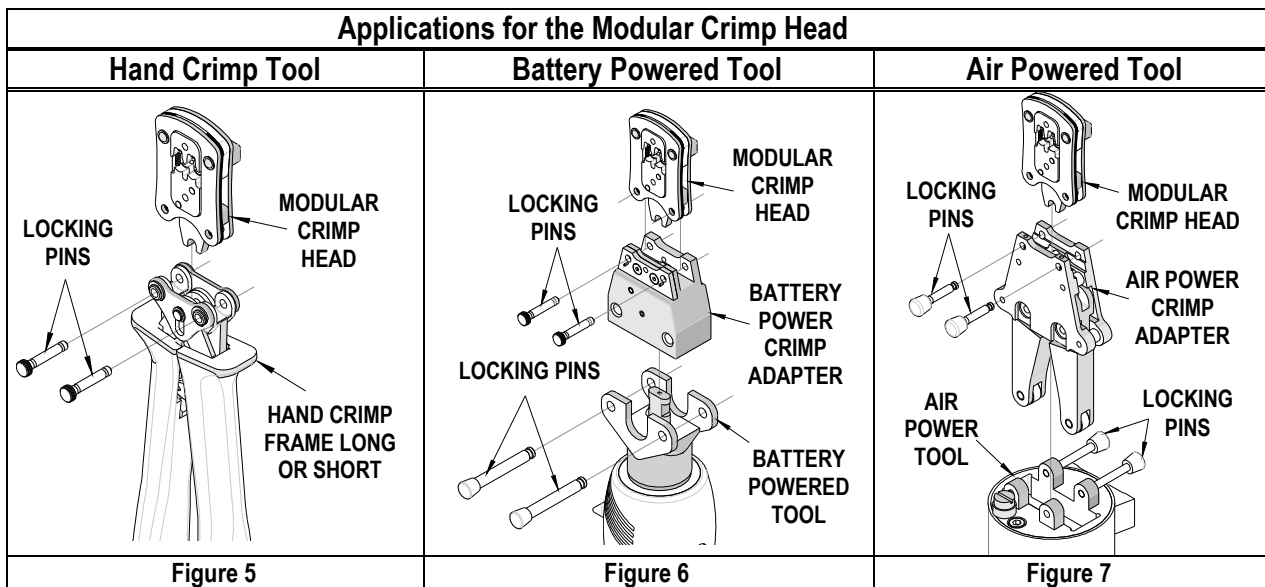 Applications for the Modular Crimp Head
Hand Crimp Tool
Battery Powered Tool
Air Powered Tool
MODULAR
CRIMP
HEAD
LOCKING
PINS
HAND CRIMP
FRAME LONG
OR SHORT
MODULAR
CRIMP
HEAD
LOCKING
PINS
BATTERY
POWER
CRIMP
ADAPTER
LOCKING PINS
BATTERY
POWERED
TOOL
LOCKING
PINS
MODULAR
CRIMP HEAD
AIR POWER
CRIMP
ADAPTER
AIR
POWER
TOOL
LOCKING
PINS
Figure 5
Figure 6
Figure 7